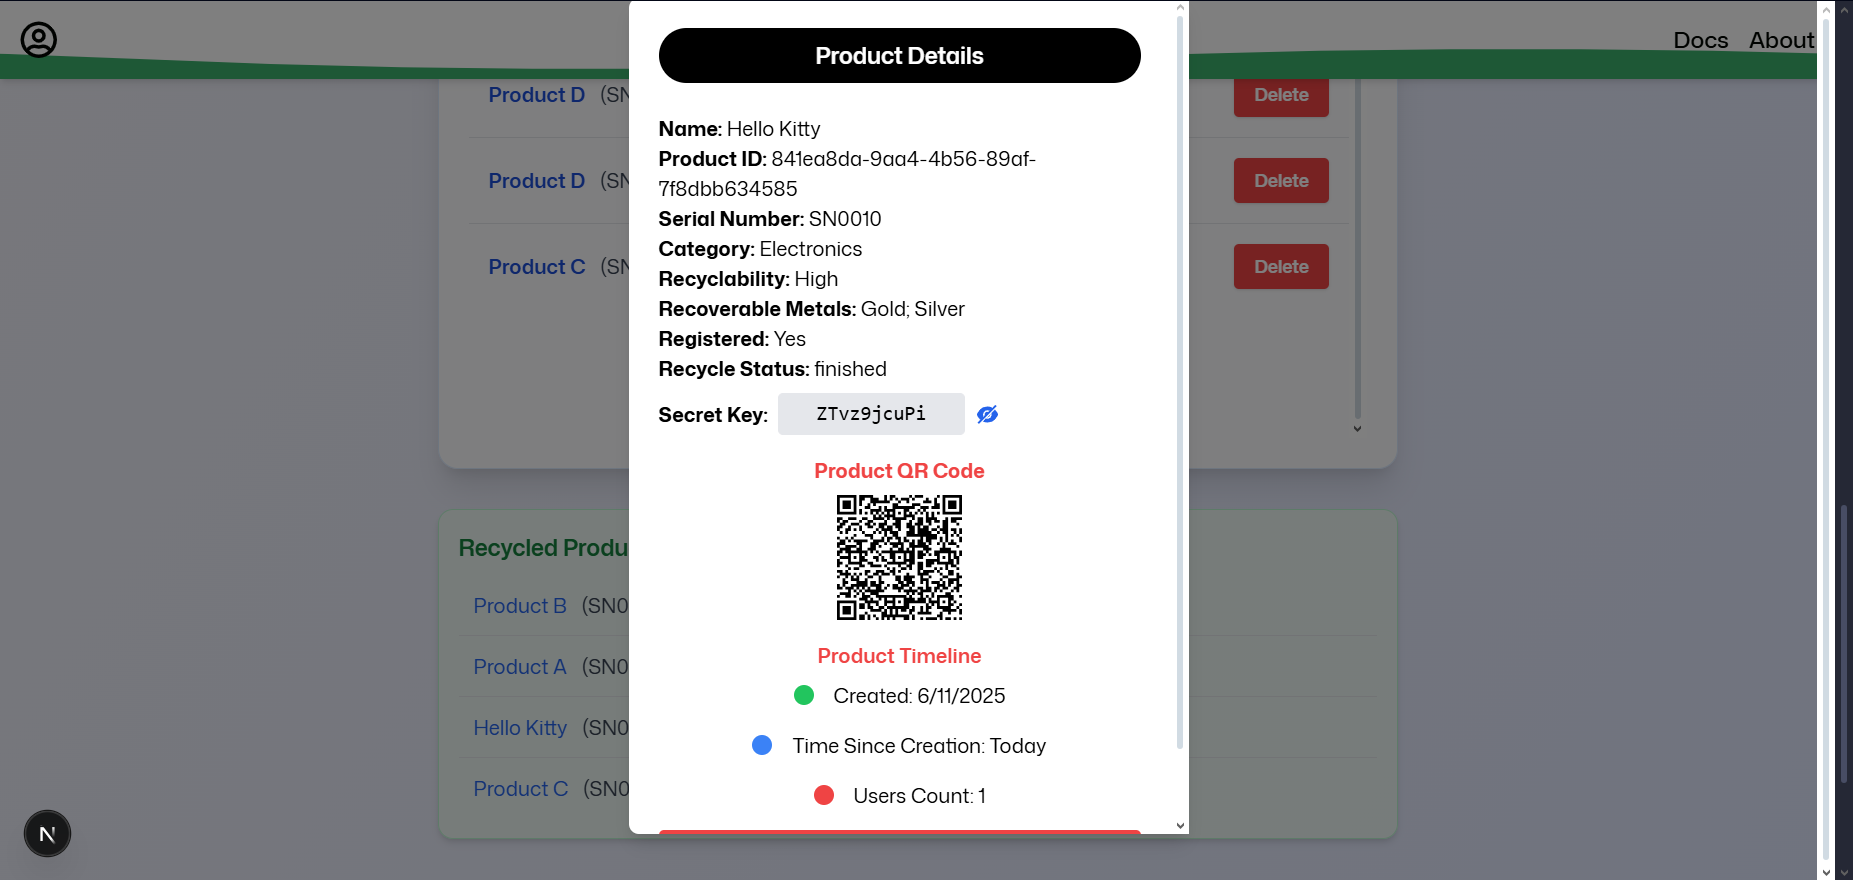 Docs About
Product Details
Product D (SN
Delete
Name: Hello Kitty
Product ID: 841ea8da-9aa4-4b56-89af-
7f8dbb634585
Product D (SN
Delete
Serial Number: SN0010
Category: Electronics
Product C (SN
Delete
Recyclability: High
Recoverable Metals: Gold; Silver
Registered: Yes
Recycle Status: finished
Secret Key: ZTvz9jcuPi
Product QR Code
Recycled Produ
Product B (SN0
Product A (SN0
Hello Kitty (SN0
Product C (SN0
Product Timeline
Created: 6/11/2025
Time Since Creation: Today
Users Count: 1
N